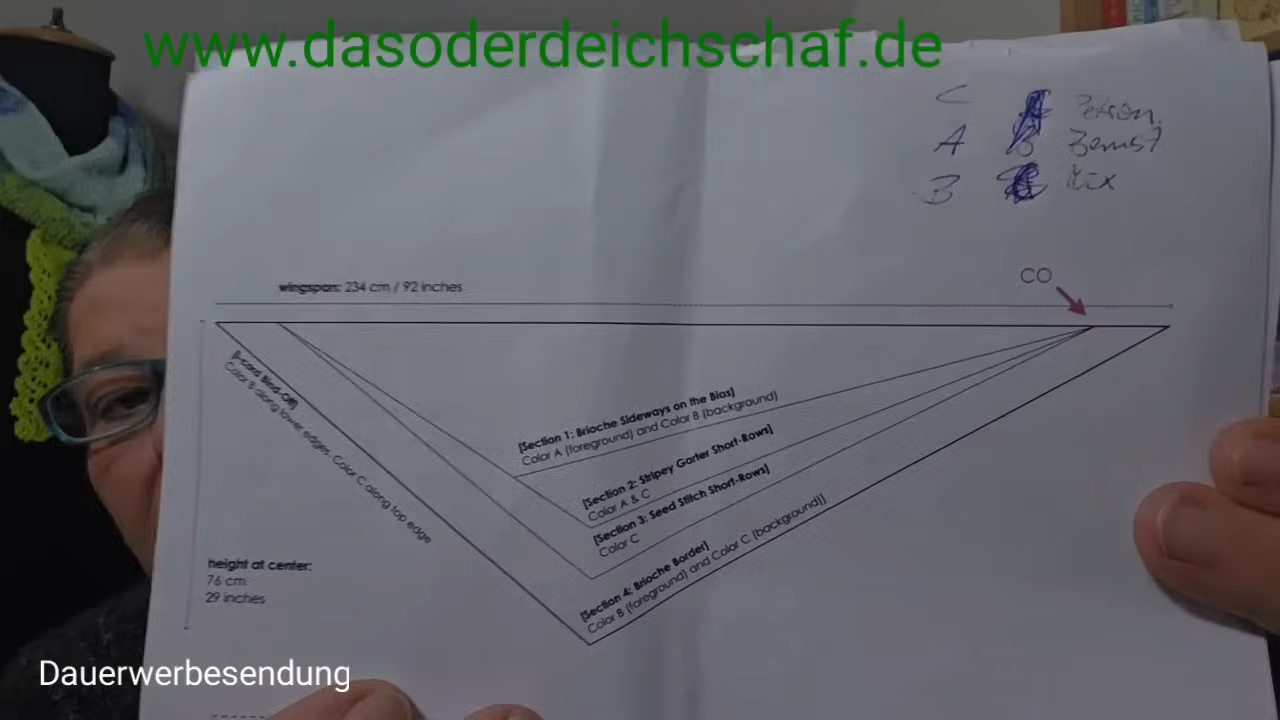 www.dasoderdeichschaf.de
C
A B
B Mix
wingspan: 234 cm / 92 inches
CO
[I-cord Bind-Off]
Color B along lower edges, Color C along top edge
[Section 1: Brioche Sideways on the Bias]
Color A (foreground) and Color B (background)
[Section 2: Stripey Garter Short-Rows]
Color A & C
[Section 3: Seed Stitch Short-Rows]
Color C
[Section 4: Brioche Border]
Color B (foreground) and Color C (background)]
height at center:
76 cm
29 inches
Dauerwerbesendung